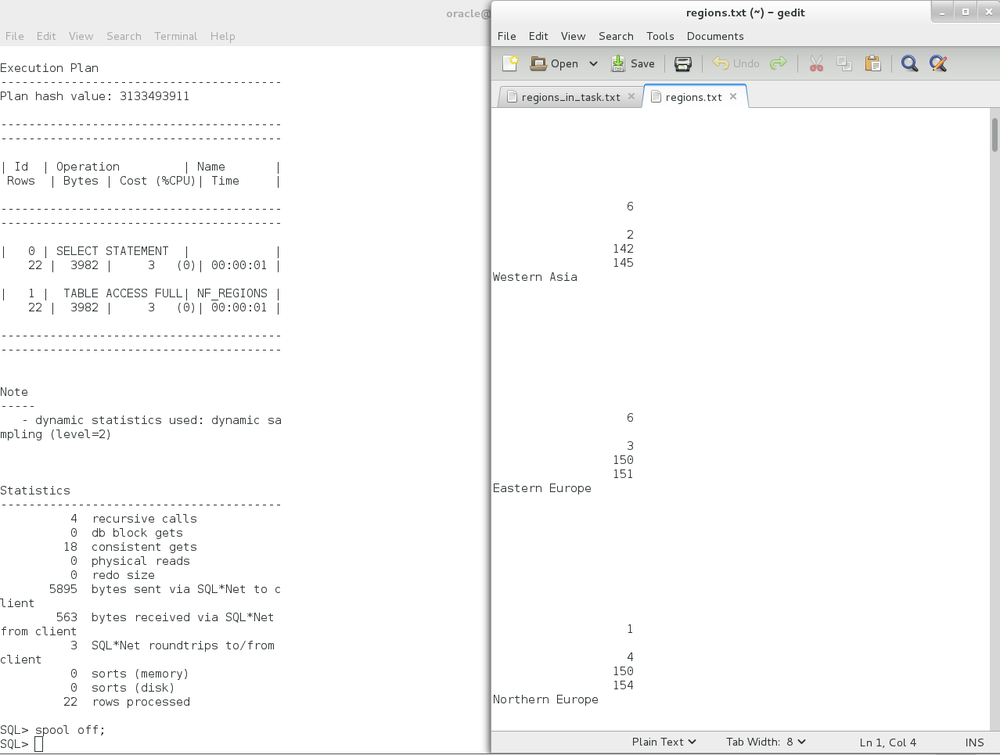 oracle@
File Edit View Search Terminal Help
Execution Plan
----------------------------------------
Plan hash value: 3133493911
----------------------------------------
----------------------------------------
| Id  | Operation         | Name       |
 Rows  | Bytes | Cost (%CPU)| Time     |
----------------------------------------
----------------------------------------
|   0 | SELECT STATEMENT  |            |
    22 |  3982 |     3   (0)| 00:00:01 |
|   1 |  TABLE ACCESS FULL| NF_REGIONS |
    22 |  3982 |     3   (0)| 00:00:01 |
----------------------------------------
----------------------------------------
Note
-----
   - dynamic statistics used: dynamic sa
mpling (level=2)
Statistics
----------------------------------------
          4  recursive calls
          0  db block gets
         18  consistent gets
          0  physical reads
          0  redo size
       5895  bytes sent via SQL*Net to c
lient
        563  bytes received via SQL*Net
from client
          3  SQL*Net roundtrips to/from
client
          0  sorts (memory)
          0  sorts (disk)
         22  rows processed
SQL> spool off;
SQL>
regions.txt (~) - gedit
File Edit View Search Tools Documents
Open Save Undo
regions_in_task.txt regions.txt
6
2
142
145
Western Asia
6
3
150
151
Eastern Europe
1
4
150
154
Northern Europe
Plain Text Tab Width: 8 Ln 1, Col 4 INS